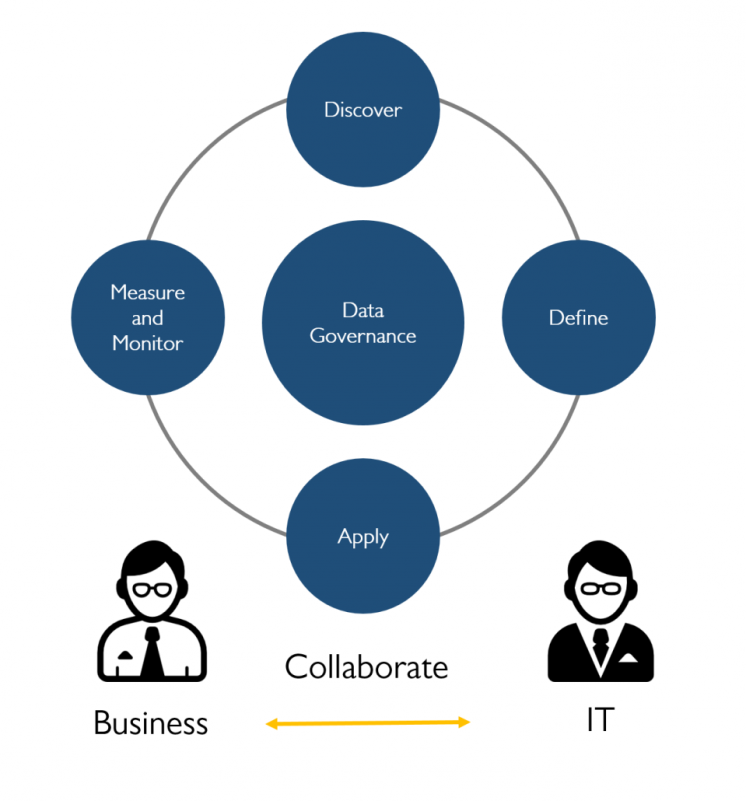 Discover
Measure
and
Monitor
Data
Governance
Define
Apply
Collaborate
Business
IT